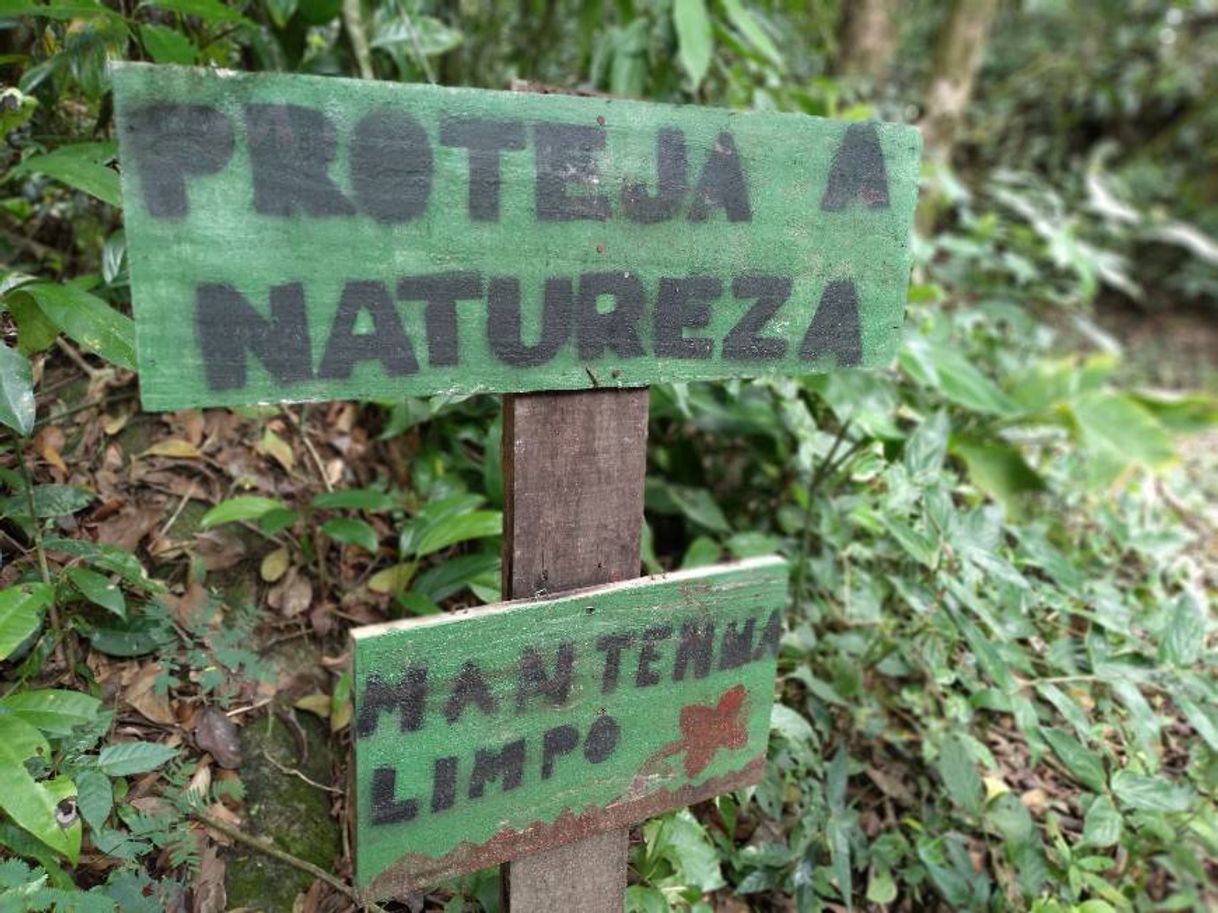 PROTEJA A
NATUREZA
MANTENHA
LIMPO